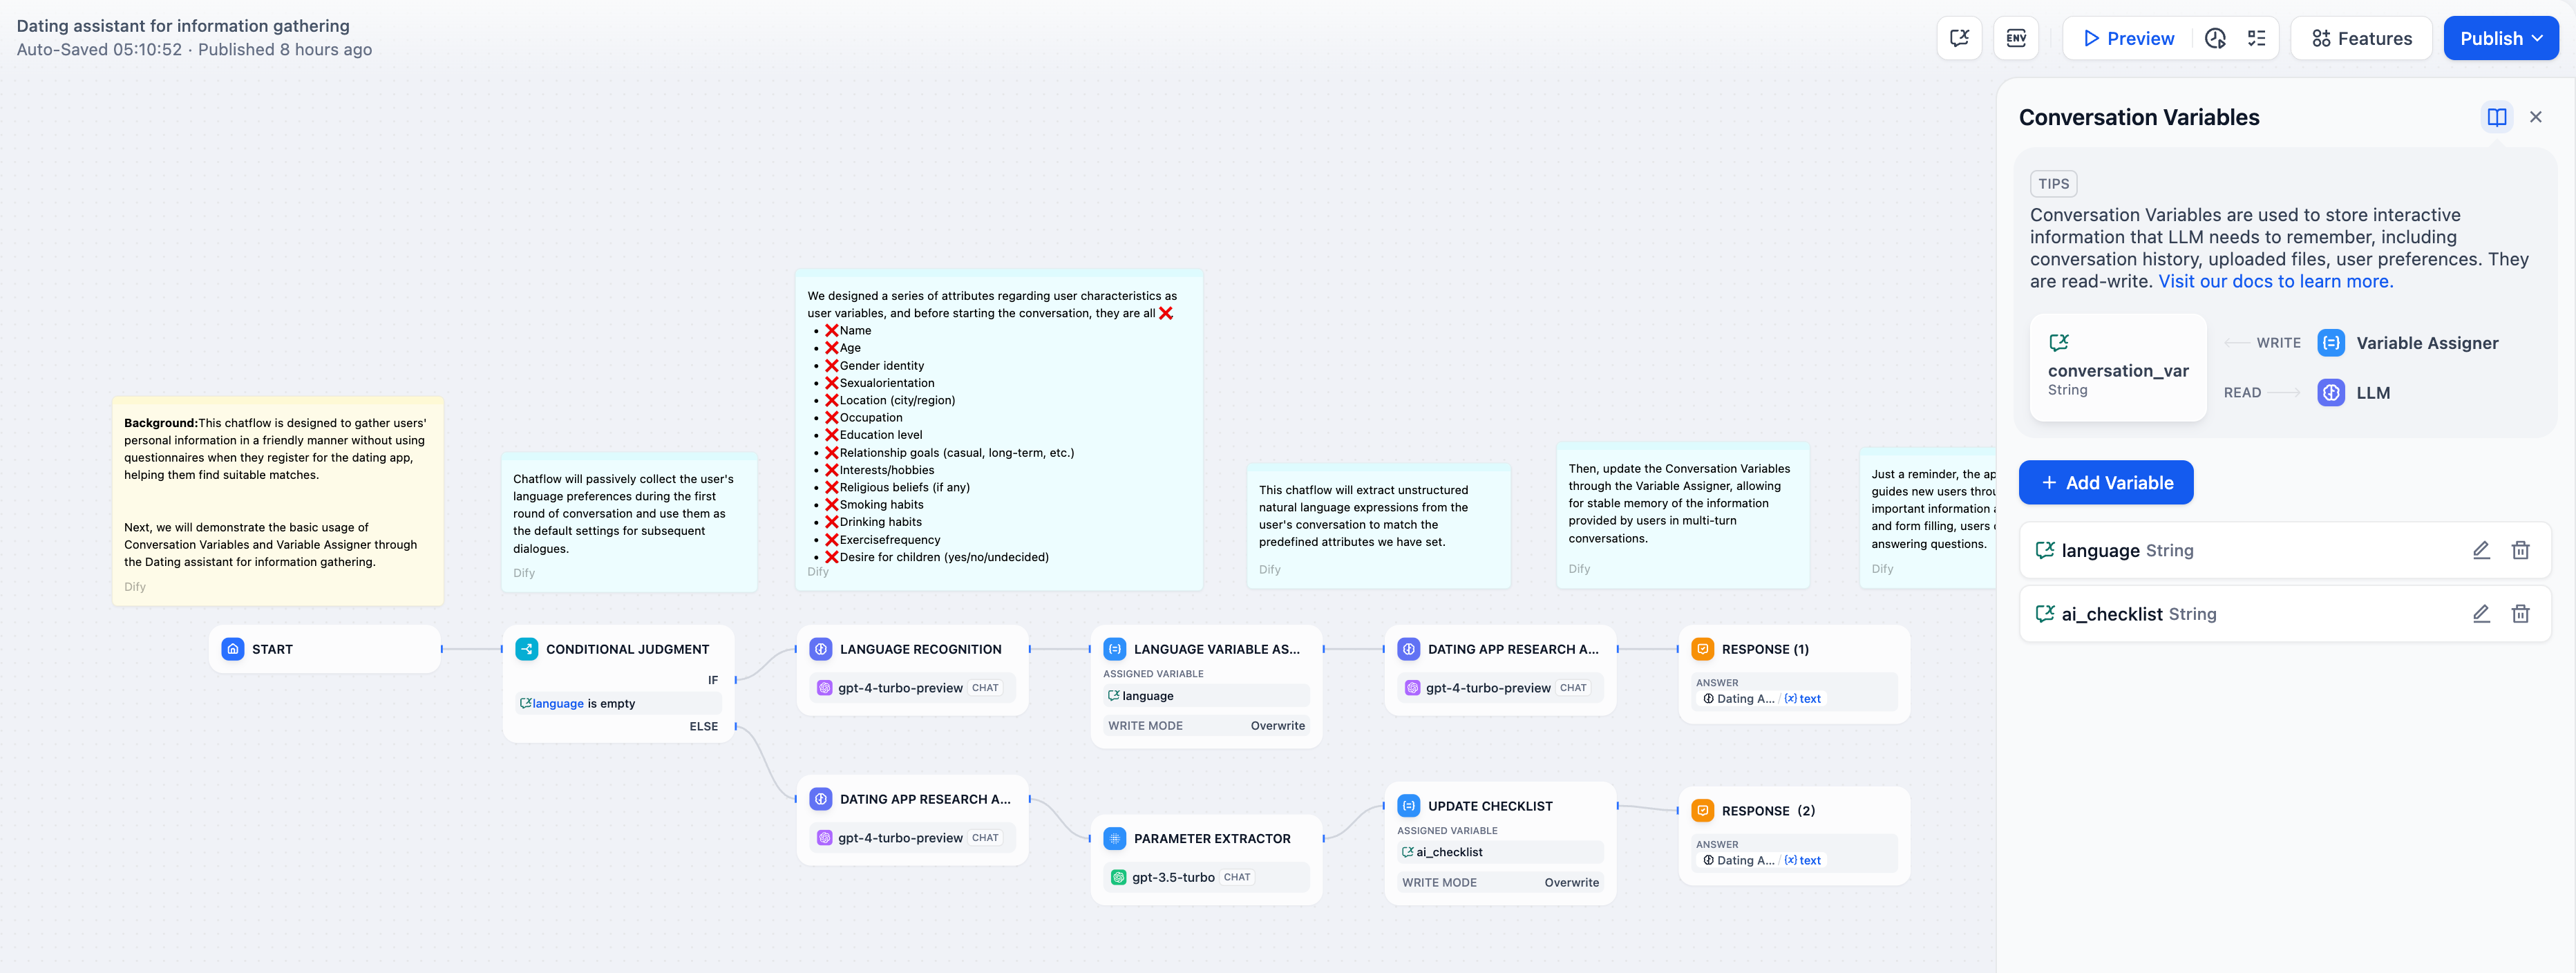 Dating assistant for information gathering
Auto-Saved 05:10:52 · Published 8 hours ago
ENV
Preview
Features
Publish
Background:This chatflow is designed to gather users'
personal information in a friendly manner without using
questionnaires when they register for the dating app,
helping them find suitable matches.
Next, we will demonstrate the basic usage of
Conversation Variables and Variable Assigner through
the Dating assistant for information gathering.
Dify
Chatflow will passively collect the user's
language preferences during the first
round of conversation and use them as
the default settings for subsequent
dialogues.
Dify
We designed a series of attributes regarding user characteristics as
user variables, and before starting the conversation, they are all ❌
• ❌Name
• ❌Age
• ❌Gender identity
• ❌Sexualorientation
• ❌Location (city/region)
• ❌Occupation
• ❌Education level
• ❌Relationship goals (casual, long-term, etc.)
• ❌Interests/hobbies
• ❌Religious beliefs (if any)
• ❌Smoking habits
• ❌Drinking habits
• ❌Exercisefrequency
• ❌Desire for children (yes/no/undecided)
Dify
This chatflow will extract unstructured
natural language expressions from the
user's conversation to match the
predefined attributes we have set.
Dify
Then, update the Conversation Variables
through the Variable Assigner, allowing
for stable memory of the information
provided by users in multi-turn
conversations.
Dify
Just a reminder, the ap
guides new users throu
important information a
and form filling, users
answering questions.
Dify
START
CONDITIONAL JUDGMENT
IF
language is empty
ELSE
LANGUAGE RECOGNITION
gpt-4-turbo-preview CHAT
LANGUAGE VARIABLE AS...
ASSIGNED VARIABLE
language
WRITE MODE Overwrite
DATING APP RESEARCH A...
gpt-4-turbo-preview CHAT
RESPONSE (1)
ANSWER
Dating A... / {x} text
DATING APP RESEARCH A...
gpt-4-turbo-preview CHAT
PARAMETER EXTRACTOR
gpt-3.5-turbo CHAT
UPDATE CHECKLIST
ASSIGNED VARIABLE
ai_checklist
WRITE MODE Overwrite
RESPONSE (2)
ANSWER
Dating A... / {x} text
Conversation Variables
TIPS
Conversation Variables are used to store interactive
information that LLM needs to remember, including
conversation history, uploaded files, user preferences. They
are read-write. Visit our docs to learn more.
conversation_var
String
WRITE Variable Assigner
READ LLM
+ Add Variable
language String
ai_checklist String